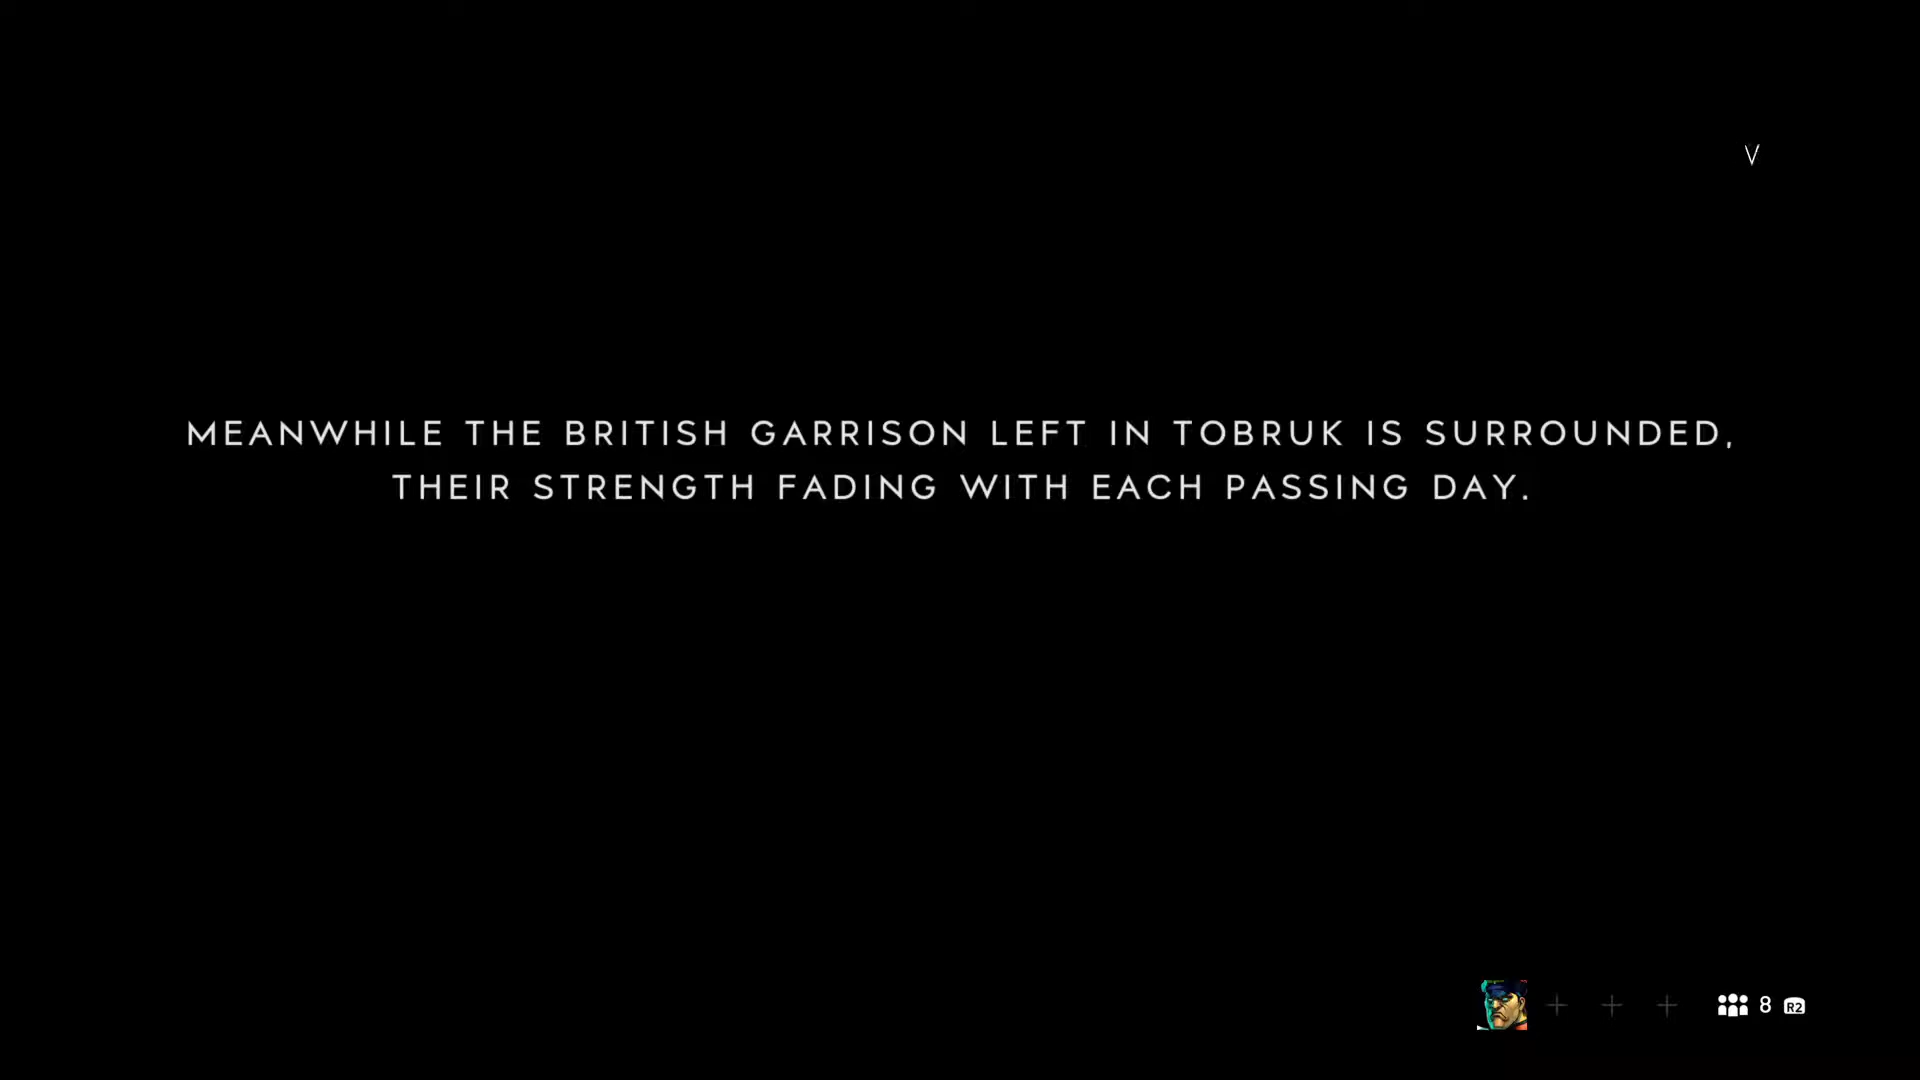 V
MEANWHILE THE BRITISH GARRISON LEFT IN TOBRUK IS SURROUNDED,
THEIR STRENGTH FADING WITH EACH PASSING DAY.
8 R2